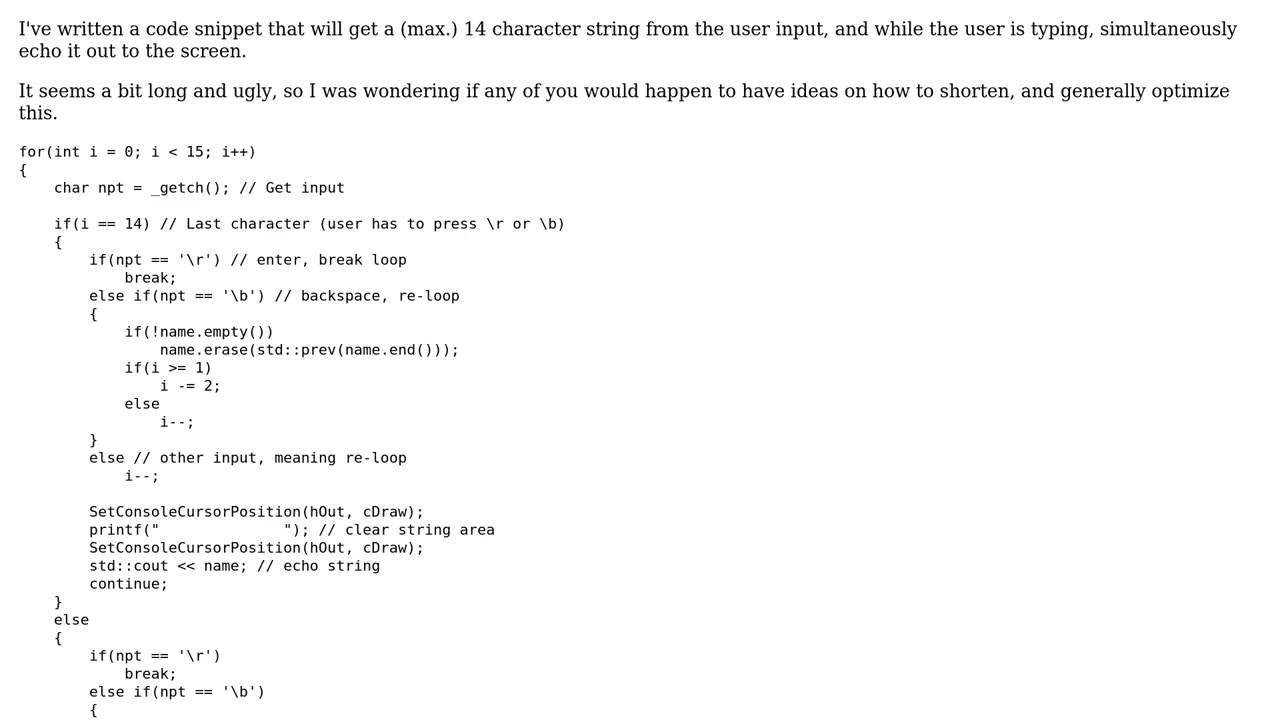 I've written a code snippet that will get a (max.) 14 character string from the user input, and while the user is typing, simultaneously
echo it out to the screen.
It seems a bit long and ugly, so I was wondering if any of you would happen to have ideas on how to shorten, and generally optimize
this.
for(int i = 0; i < 15; i++)
{
    char npt = _getch(); // Get input

    if(i == 14) // Last character (user has to press \r or \b)
    {
        if(npt == '\r') // enter, break loop
            break;
        else if(npt == '\b') // backspace, re-loop
        {
            if(!name.empty())
                name.erase(std::prev(name.end()));
            if(i >= 1)
                i -= 2;
            else
                i--;
        }
        else // other input, meaning re-loop
            i--;

        SetConsoleCursorPosition(hOut, cDraw);
        printf("              "); // clear string area
        SetConsoleCursorPosition(hOut, cDraw);
        std::cout << name; // echo string
        continue;
    }
    else
    {
        if(npt == '\r')
            break;
        else if(npt == '\b')
        {